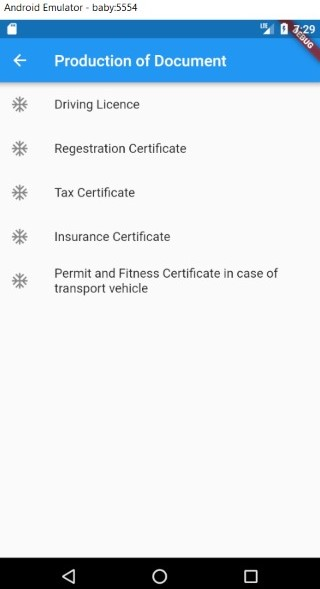 Android Emulator - baby:5554
LTE 7:29
DEBUG
Production of Document
Driving Licence
Regestration Certificate
Tax Certificate
Insurance Certificate
Permit and Fitness Certificate in case of
transport vehicle